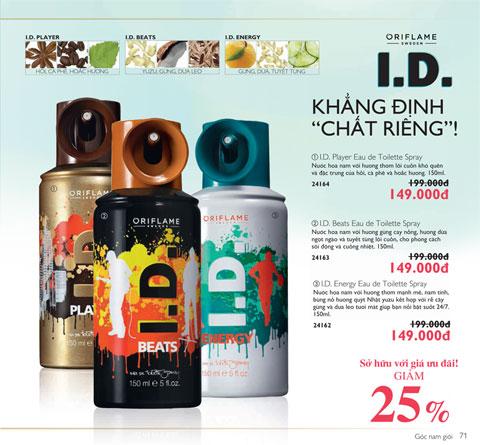 I.D. PLAYER
HỒI, CÀ PHÊ, HOẮC HƯƠNG
I.D. BEATS
YUZU, GỪNG, DƯA LEO
I.D. ENERGY
GỪNG, DỨA, TUYẾT TÙNG
ORIFLAME
SWEDEN
I.D.
KHẲNG ĐỊNH
“CHẤT RIÊNG”!
① I.D. Player Eau de Toilette Spray
Nước hoa nam với hương thơm lôi cuốn khó quên
và đặc trưng của hồi, cà phê và hoắc hương. 150ml.
24164 199.000đ
149.000đ
② I.D. Beats Eau de Toilette Spray
Nước hoa nam với hương gừng cay nồng, hương dứa
ngọt ngào và tuyết tùng lôi cuốn, cho phong cách
sôi động và cuồng nhiệt. 150ml.
24163 199.000đ
149.000đ
③ I.D. Energy Eau de Toilette Spray
Nước hoa nam với hương thơm mạnh mẽ, nam tính,
bùng nổ hương quýt Nhật yuzu kết hợp với rễ cây
gừng và dưa leo tươi mát giúp bạn nổi bật suốt 24/7.
150ml.
24162 199.000đ
149.000đ
Sở hữu với giá ưu đãi!
GIẢM
25%
①
PLA
150 ml
②
ORIFLAME
SWEDEN
I.D.
BEATS
150 ml e 5 fl.oz.
③
ORIFLAME
SWEDEN
I.D.
ENERGY
150 ml e 5 fl.oz.
Góc nam giới 71